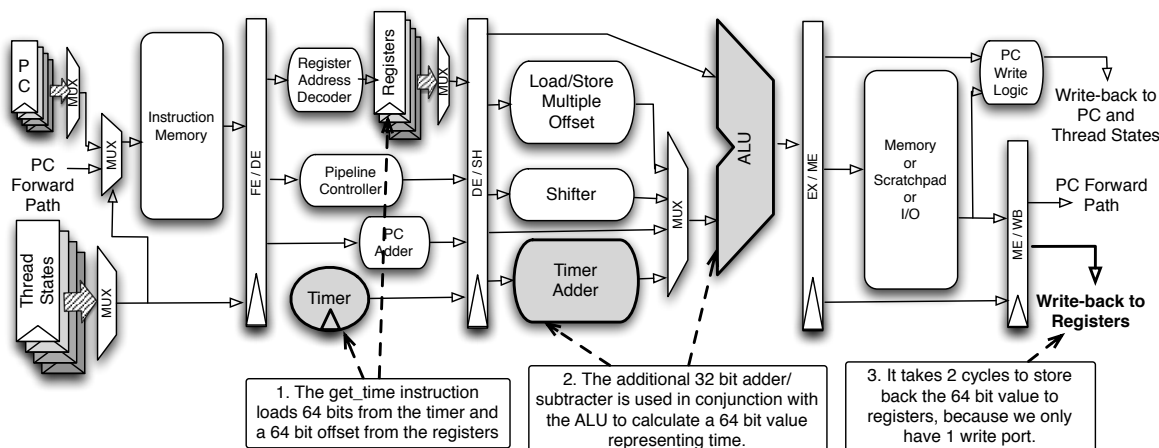 PC
MUX
PC
Forward
Path
MUX
Thread
States
MUX
Instruction
Memory
FE / DE
Register
Address
Decoder
Registers
MUX
Pipeline
Controller
PC
Adder
Timer
DE / SH
Load/Store
Multiple
Offset
Shifter
Timer
Adder
MUX
ALU
EX / ME
Memory
or
Scratchpad
or
I/O
PC
Write
Logic
Write-back to
PC and
Thread States
ME / WB
PC Forward
Path
Write-back to
Registers
1. The get_time instruction
loads 64 bits from the timer and
a 64 bit offset from the registers
2. The additional 32 bit adder/
subtracter is used in conjunction with
the ALU to calculate a 64 bit value
representing time.
3. It takes 2 cycles to store
back the 64 bit value to
registers, because we only
have 1 write port.